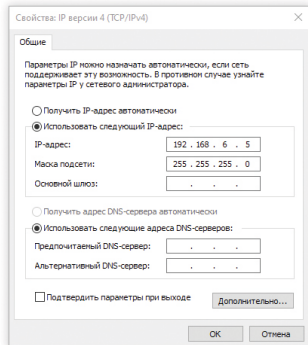 Свойства: IP версии 4 (TCP/IPv4)
Общие
Параметры IP можно назначать автоматически, если сеть
поддерживает эту возможность. В противном случае узнайте
параметры IP у сетевого администратора.
Получить IP-адрес автоматически
Использовать следующий IP-адрес:
IP-адрес: 192 . 168 . 6 . 5
Маска подсети: 255 . 255 . 255 . 0
Основной шлюз: . . .
Получить адрес DNS-сервера автоматически
Использовать следующие адреса DNS-серверов:
Предпочитаемый DNS-сервер: . . .
Альтернативный DNS-сервер: . . .
Подтвердить параметры при выходе
Дополнительно...
OK Отмена